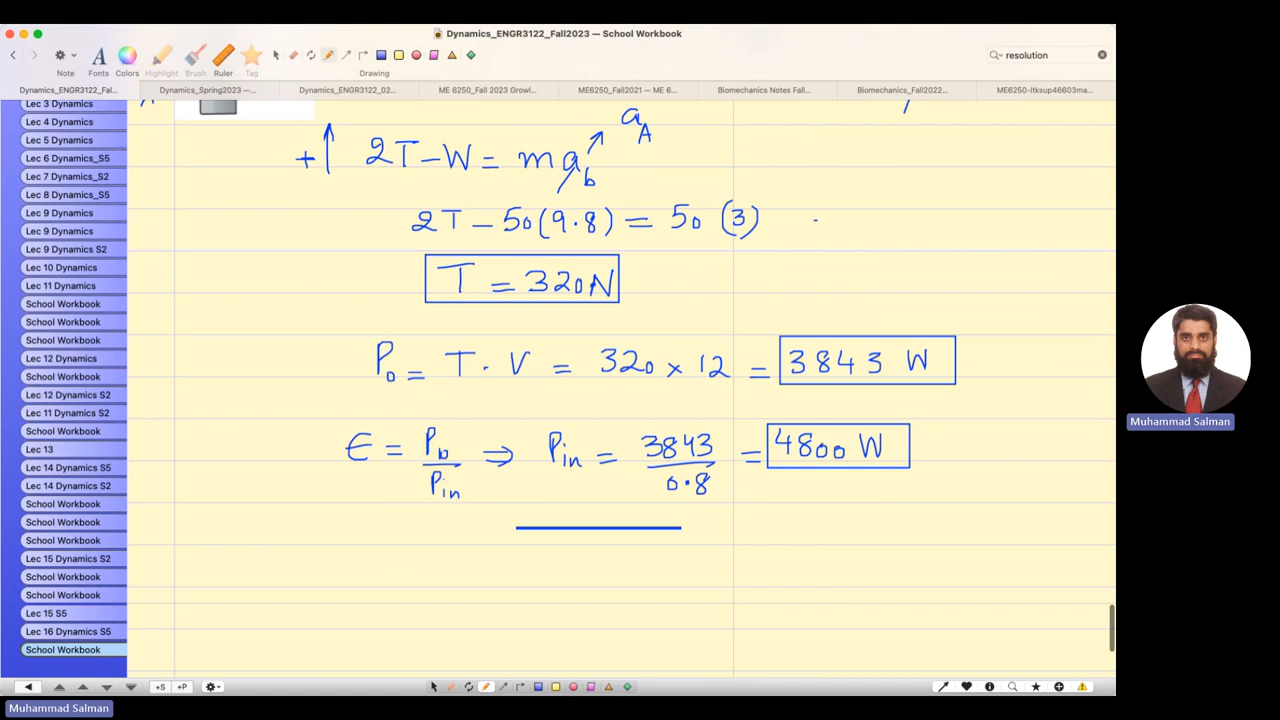 Dynamics_ENGR3122_Fall2023 — School Workbook
Note Fonts Colors Highlight Brush Ruler Tag Drawing
resolution
Dynamics_ENGR3122_Fal... Dynamics_Spring2023 —... Dynamics_ENGR3122_02... ME 6250_Fall 2023 Growl... ME6250_Fall2021 — ME 6... Biomechanics Notes Fall... Biomechanics_Fall2022... ME6250-ltksup46603ma...
Lec 3 Dynamics
Lec 4 Dynamics
Lec 5 Dynamics
Lec 6 Dynamics_S5
Lec 7 Dynamics_S2
Lec 8 Dynamics_S5
Lec 9 Dynamics
Lec 9 Dynamics
Lec 9 Dynamics S2
Lec 10 Dynamics
Lec 11 Dynamics
School Workbook
School Workbook
School Workbook
Lec 12 Dynamics
School Workbook
Lec 12 Dynamics S2
Lec 11 Dynamics S2
School Workbook
Lec 13
Lec 14 Dynamics S5
Lec 14 Dynamics S2
School Workbook
School Workbook
School Workbook
Lec 15 Dynamics S2
School Workbook
School Workbook
Lec 15 S5
Lec 16 Dynamics S5
School Workbook
a_A
+↑ 2T - W = m a_b
2T - 50(9.8) = 50 (3)
T = 320N
P_o = T · V = 320 × 12 = 3843 W
ϵ = P_o / P_in ⇒ P_in = 3843 / 0.8 = 4800 W
+S +P
Muhammad Salman
Muhammad Salman